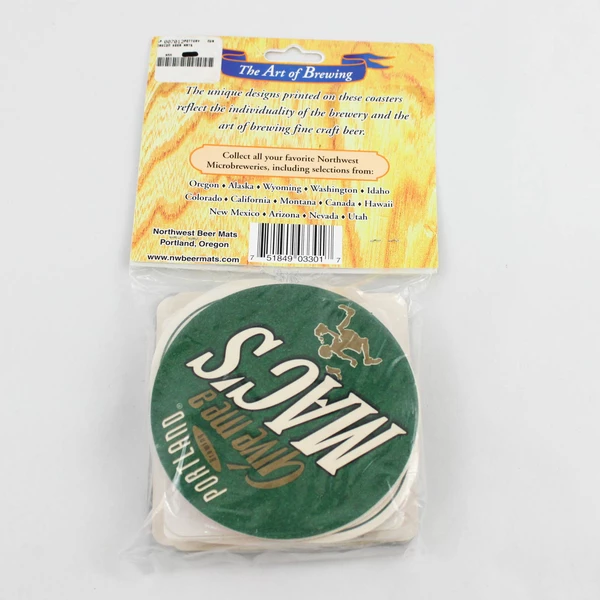 The Art of Brewing
The unique designs printed on these coasters
reflect the individuality of the brewery and the
art of brewing fine craft beer.
Collect all your favorite Northwest
Microbreweries, including selections from:
Oregon • Alaska • Wyoming • Washington • Idaho
Colorado • California • Montana • Canada • Hawaii
New Mexico • Arizona • Nevada • Utah
Northwest Beer Mats
Portland, Oregon
www.nwbeermats.com
7 51849 03301 7
Give me a
MAC'S
PORTLAND